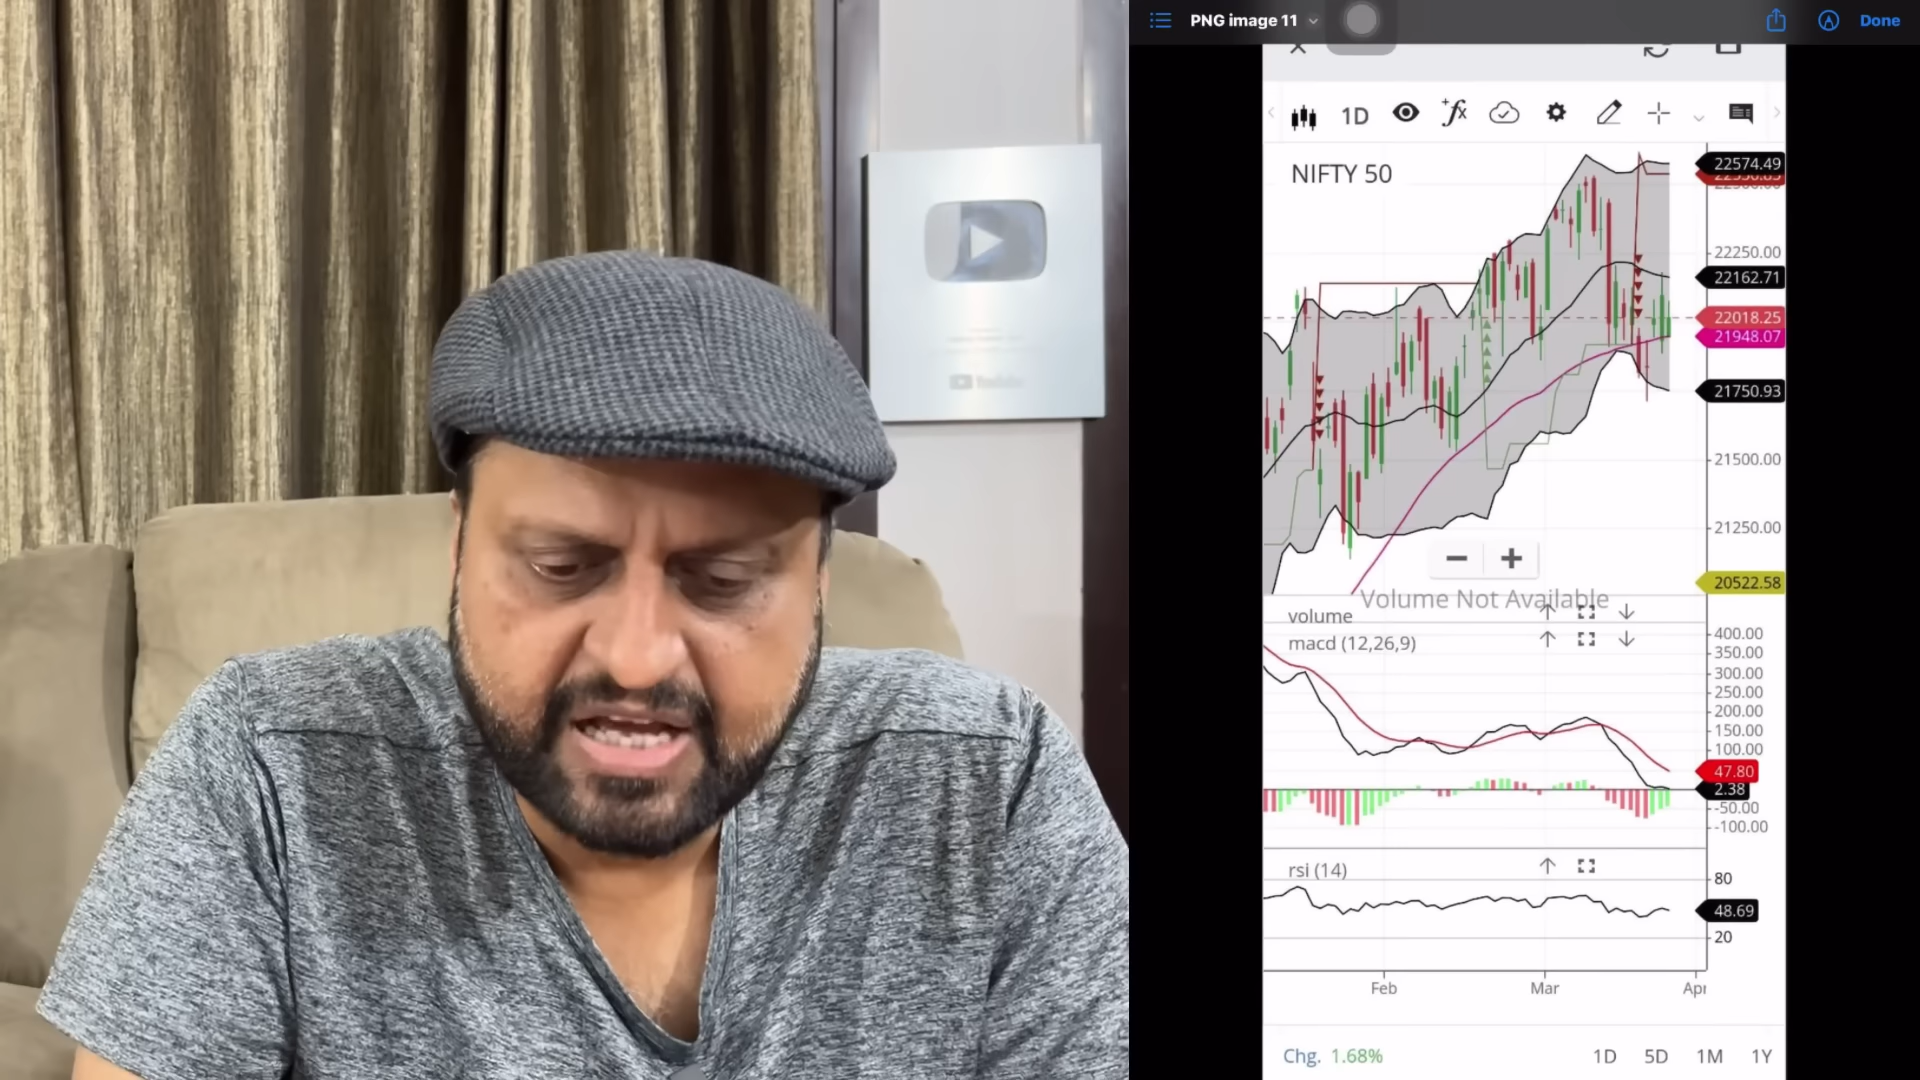 PNG image 11
Done
1D
NIFTY 50
22574.49
22250.00
22162.71
22018.25
21948.07
21750.93
21500.00
21250.00
20522.58
Volume Not Available
volume
macd (12,26,9)
400.00
350.00
300.00
250.00
200.00
150.00
100.00
47.80
2.38
-50.00
-100.00
rsi (14)
80
48.69
20
Feb
Mar
Apr
Chg. 1.68%
1D
5D
1M
1Y
YouTube